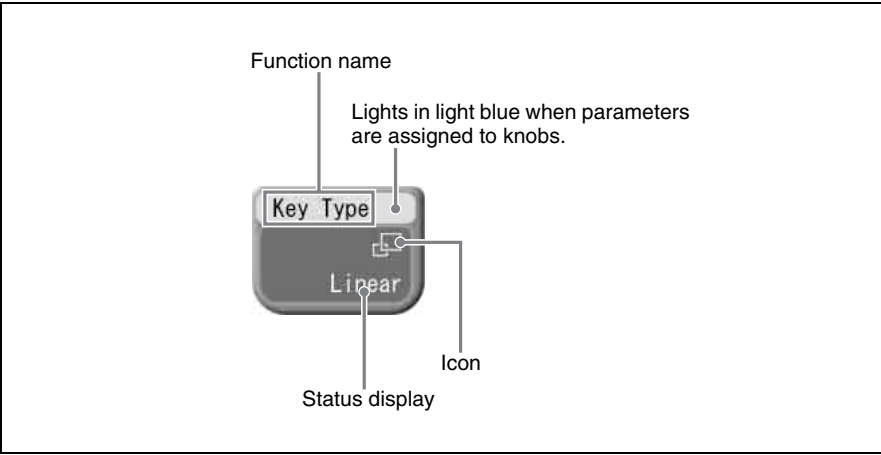 Function name
Lights in light blue when parameters
are assigned to knobs.
Key Type
Linear
Icon
Status display